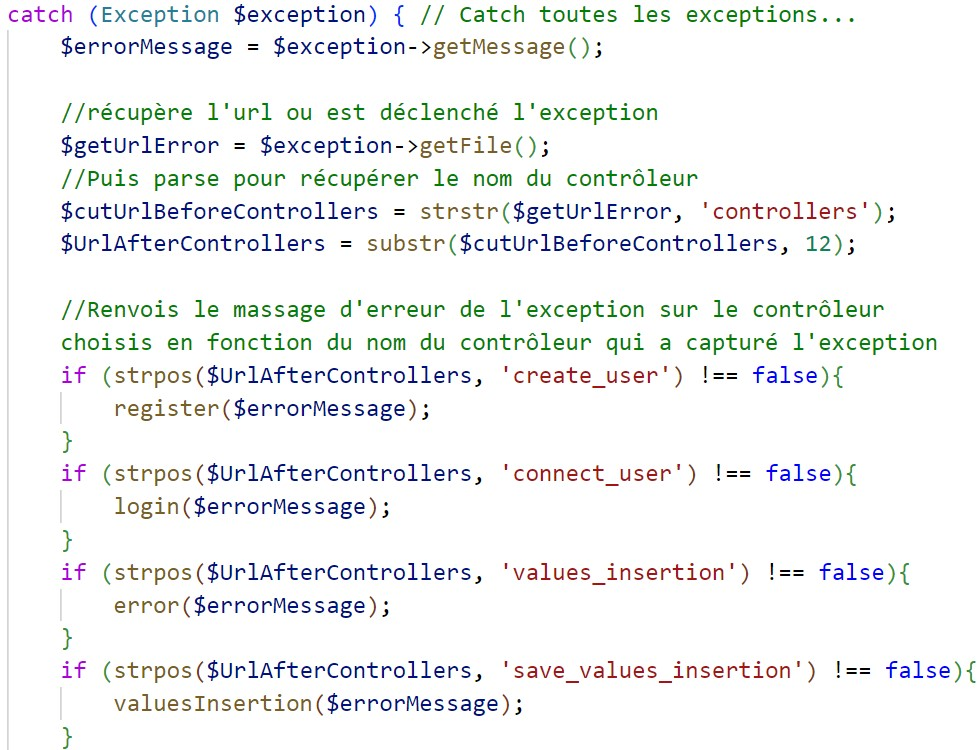 catch (Exception $exception) { // Catch toutes les exceptions...
$errorMessage = $exception->getMessage();
//récupère l'url ou est déclenché l'exception
$getUrlError = $exception->getFile();
//Puis parse pour récupérer le nom du contrôleur
$cutUrlBeforeControllers = strstr($getUrlError, 'controllers');
$UrlAfterControllers = substr($cutUrlBeforeControllers, 12);
//Renvois le massage d'erreur de l'exception sur le contrôleur
choisis en fonction du nom du contrôleur qui a capturé l'exception
if (strpos($UrlAfterControllers, 'create_user') !== false){
register($errorMessage);
}
if (strpos($UrlAfterControllers, 'connect_user') !== false){
login($errorMessage);
}
if (strpos($UrlAfterControllers, 'values_insertion') !== false){
error($errorMessage);
}
if (strpos($UrlAfterControllers, 'save_values_insertion') !== false){
valuesInsertion($errorMessage);
}